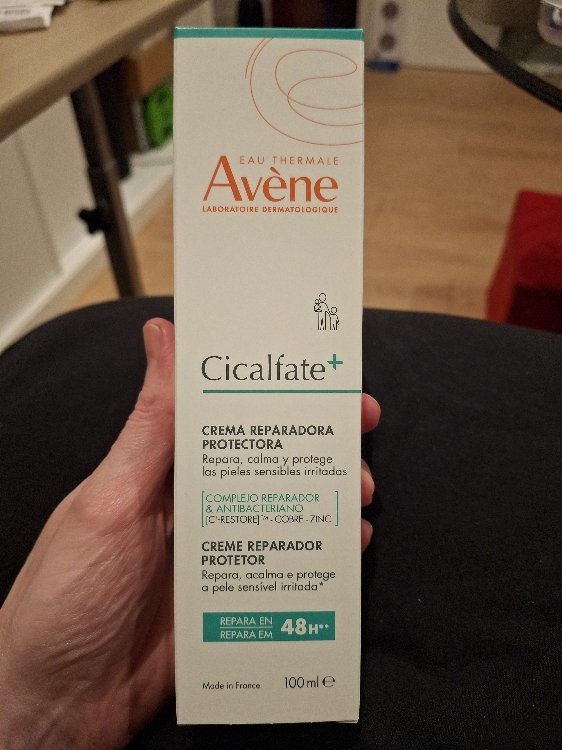 EAU THERMALE
Avène
LABORATOIRE DERMATOLOGIQUE
Cicalfate+
CREMA REPARADORA
PROTECTORA
Repara, calma y protege
las pieles sensibles irritadas
COMPLEJO REPARADOR
& ANTIBACTERIANO
[C+-RESTORE]™ - COBRE - ZINC
CREME REPARADOR
PROTETOR
Repara, acalma e protege
a pele sensível irritada*
REPARA EN
REPARA EM
48H**
Made in France
100 ml e